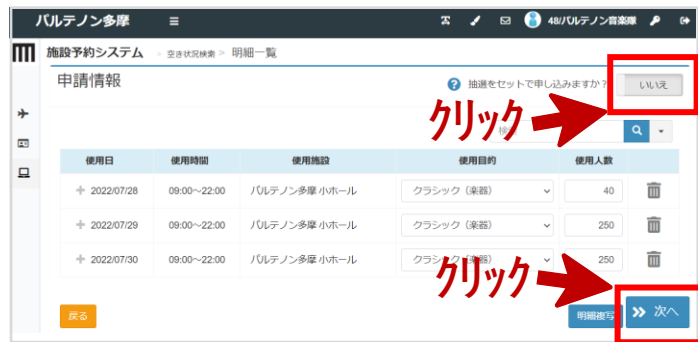 パルテノン多摩 48/パルテノン音楽隊
施設予約システム > 空き状況検索 > 明細一覧
申請情報 抽選をセットで申し込みますか? いいえ
クリック
使用日 使用時間 使用施設 使用目的 使用人数
2022/07/28 09:00～22:00 パルテノン多摩 小ホール クラシック（楽器） 40
2022/07/29 09:00～22:00 パルテノン多摩 小ホール クラシック（楽器） 250
2022/07/30 09:00～22:00 パルテノン多摩 小ホール クラシック（楽器） 250
クリック
戻る 明細複写 次へ